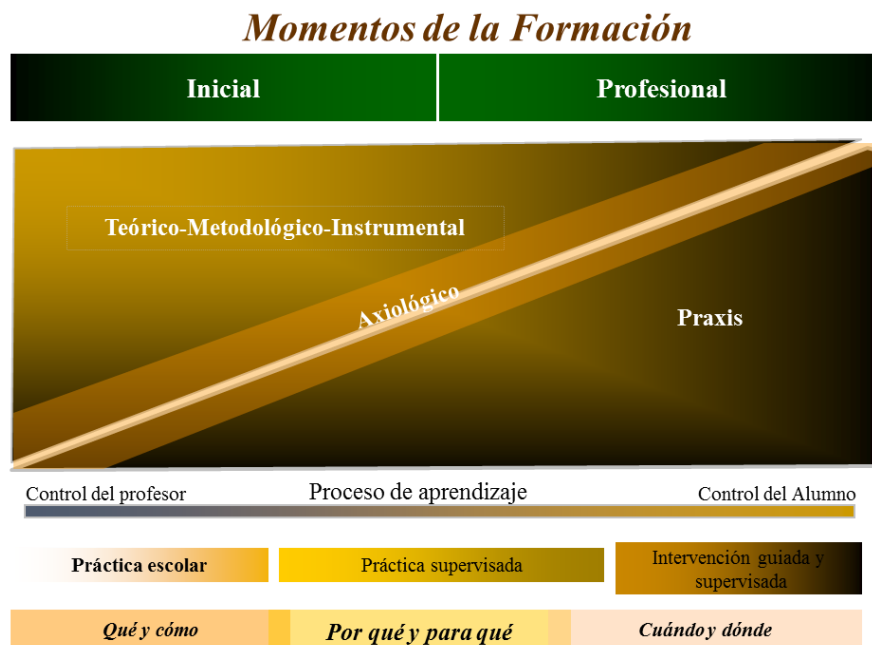 Momentos de la Formación
Inicial
Profesional
Teórico-Metodológico-Instrumental
Axiológico
Praxis
Control del profesor
Proceso de aprendizaje
Control del Alumno
Práctica escolar
Práctica supervisada
Intervención guiada y
supervisada
Qué y cómo
Por qué y para qué
Cuándo y dónde